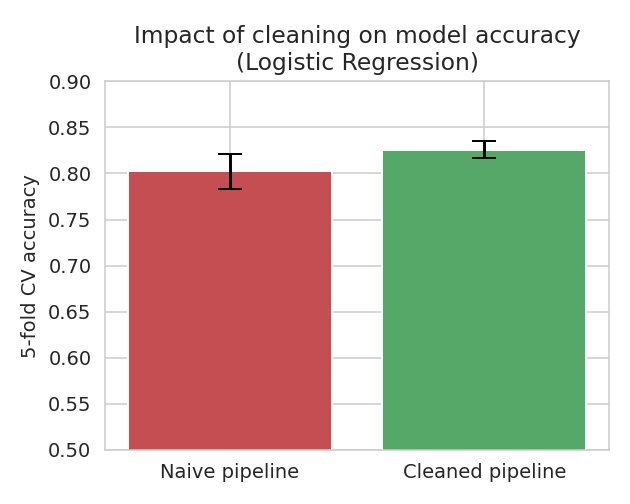 Impact of cleaning on model accuracy
(Logistic Regression)
5-fold CV accuracy
0.90
0.85
0.80
0.75
0.70
0.65
0.60
0.55
0.50
Naive pipeline
Cleaned pipeline